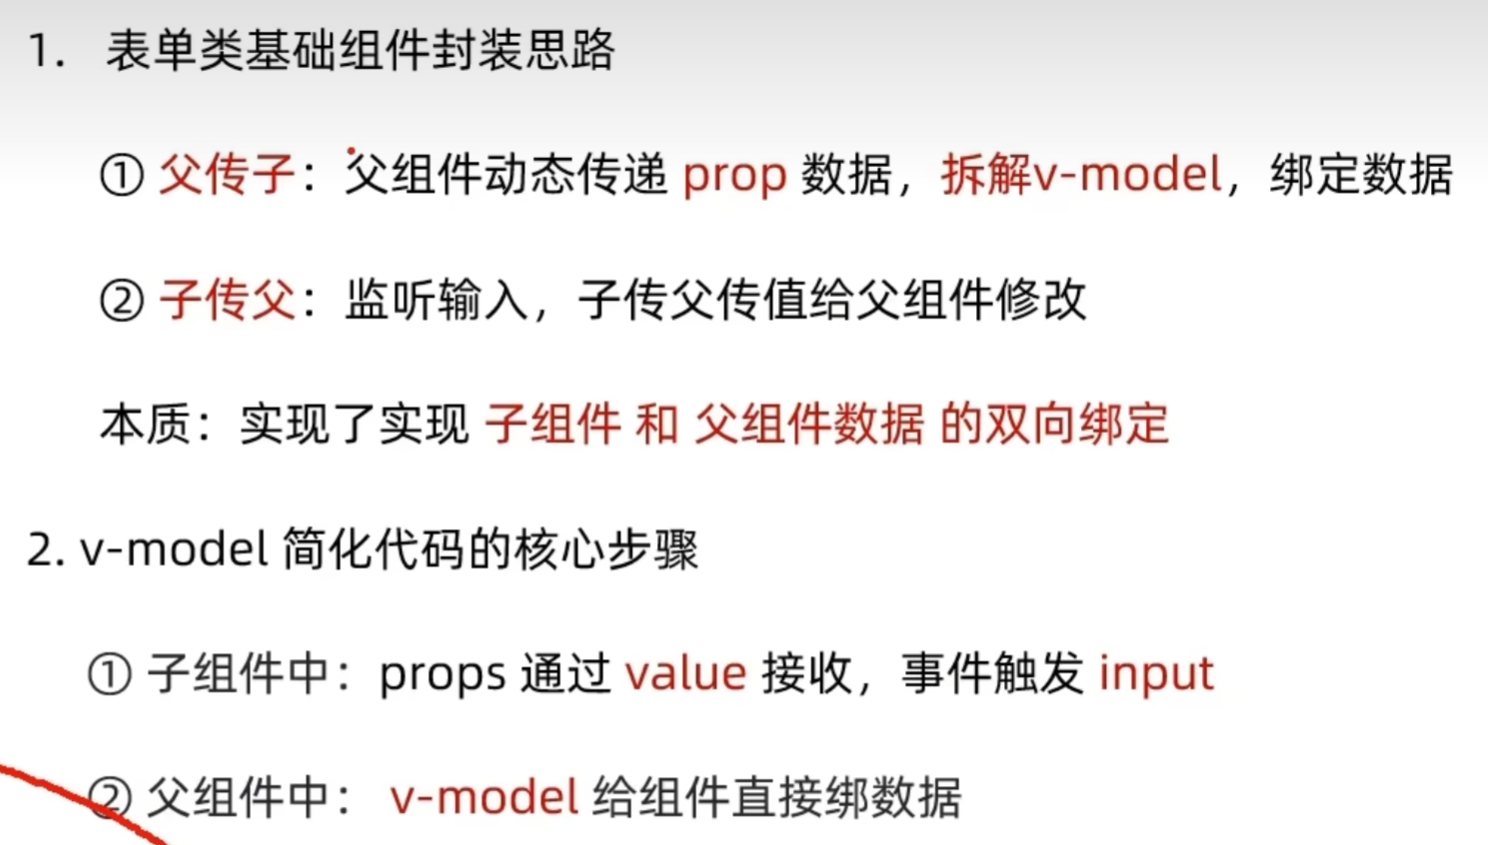 1. 表单类基础组件封装思路
① 父传子：父组件动态传递 prop 数据，拆解v-model，绑定数据
② 子传父：监听输入，子传父传值给父组件修改
本质：实现了实现 子组件 和 父组件数据 的双向绑定
2. v-model 简化代码的核心步骤
① 子组件中：props 通过 value 接收，事件触发 input
② 父组件中： v-model 给组件直接绑数据